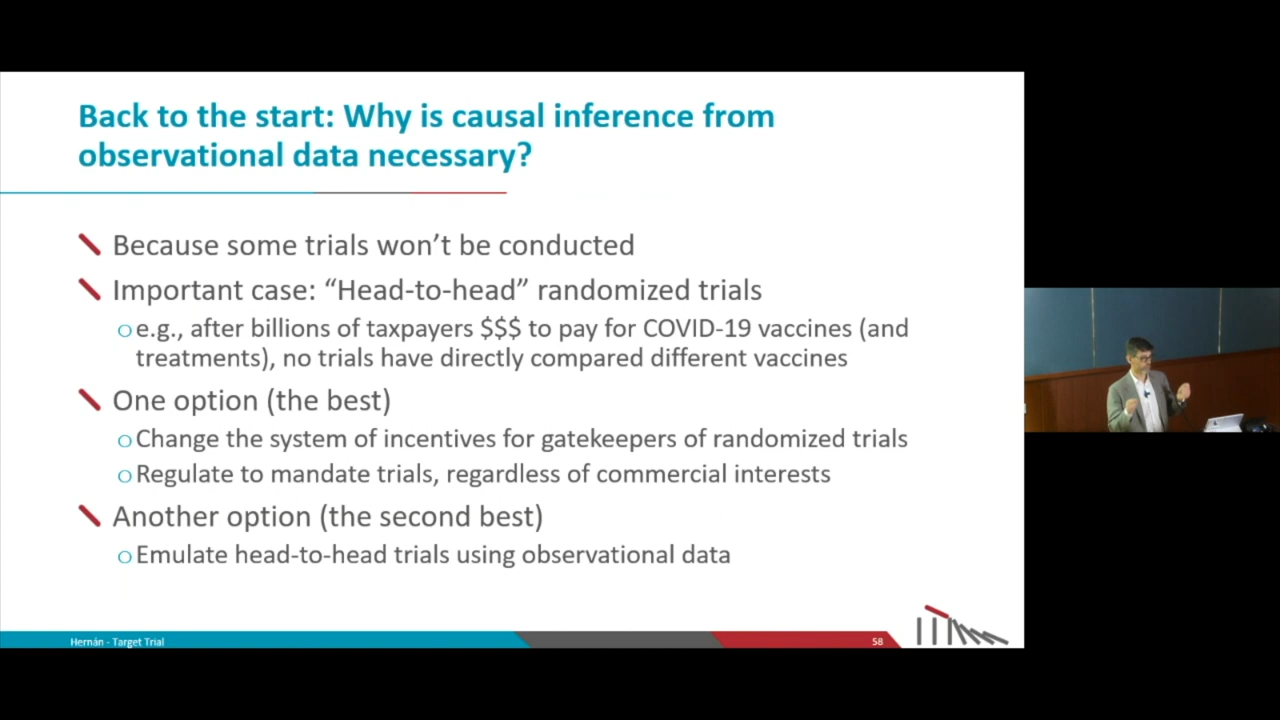 Back to the start: Why is causal inference from
observational data necessary?
Because some trials won't be conducted
Important case: “Head-to-head” randomized trials
e.g., after billions of taxpayers $$$ to pay for COVID-19 vaccines (and
treatments), no trials have directly compared different vaccines
One option (the best)
Change the system of incentives for gatekeepers of randomized trials
Regulate to mandate trials, regardless of commercial interests
Another option (the second best)
Emulate head-to-head trials using observational data
Hernán - Target Trial
58